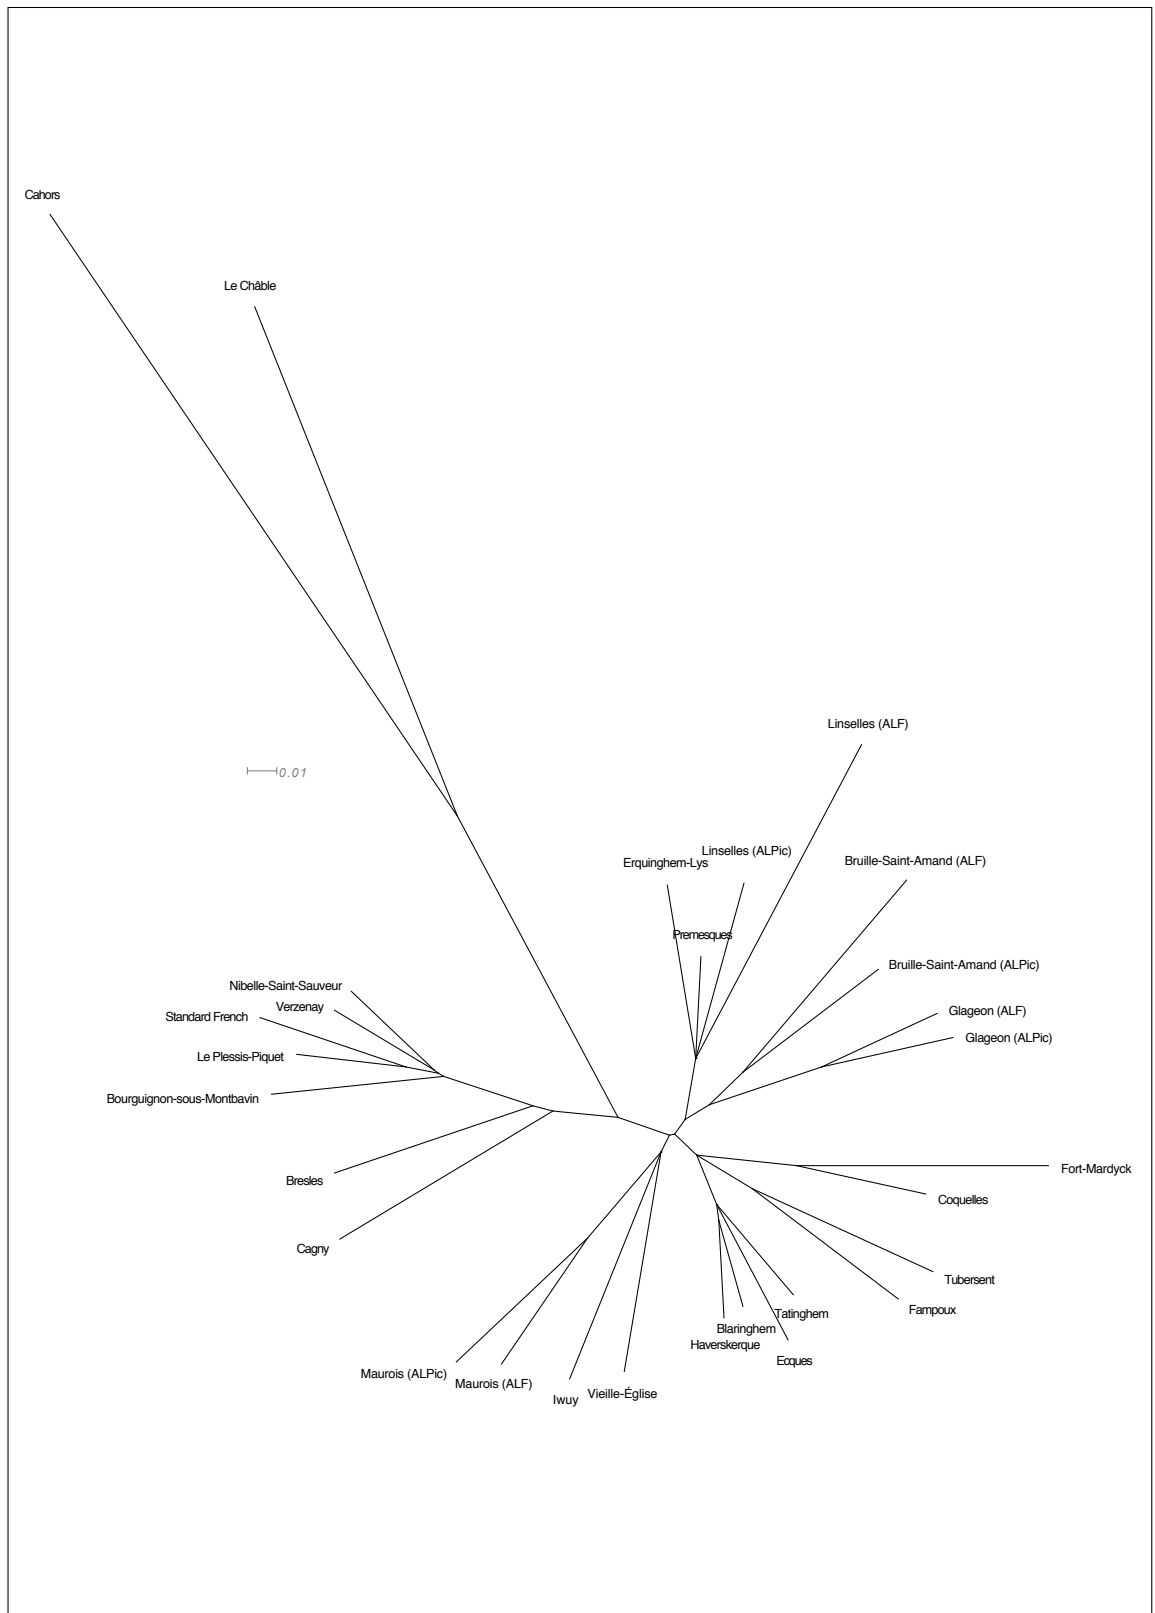 Cahors
Le Châble
Linselles (ALF)
0.01
Linselles (ALPic)
Erquinghem-Lys
Bruille-Saint-Amand (ALF)
Premesques
Bruille-Saint-Amand (ALPic)
Nibelle-Saint-Sauveur
Verzenay
Glageon (ALF)
Standard French
Glageon (ALPic)
Le Plessis-Piquet
Bourguignon-sous-Montbavin
Fort-Mardyck
Bresles
Coquelles
Cagny
Tubersent
Fampoux
Tatinghem
Blaringhem
Haverskerque
Ecques
Maurois (ALPic)
Maurois (ALF)
Vieille-Église
Iwuy